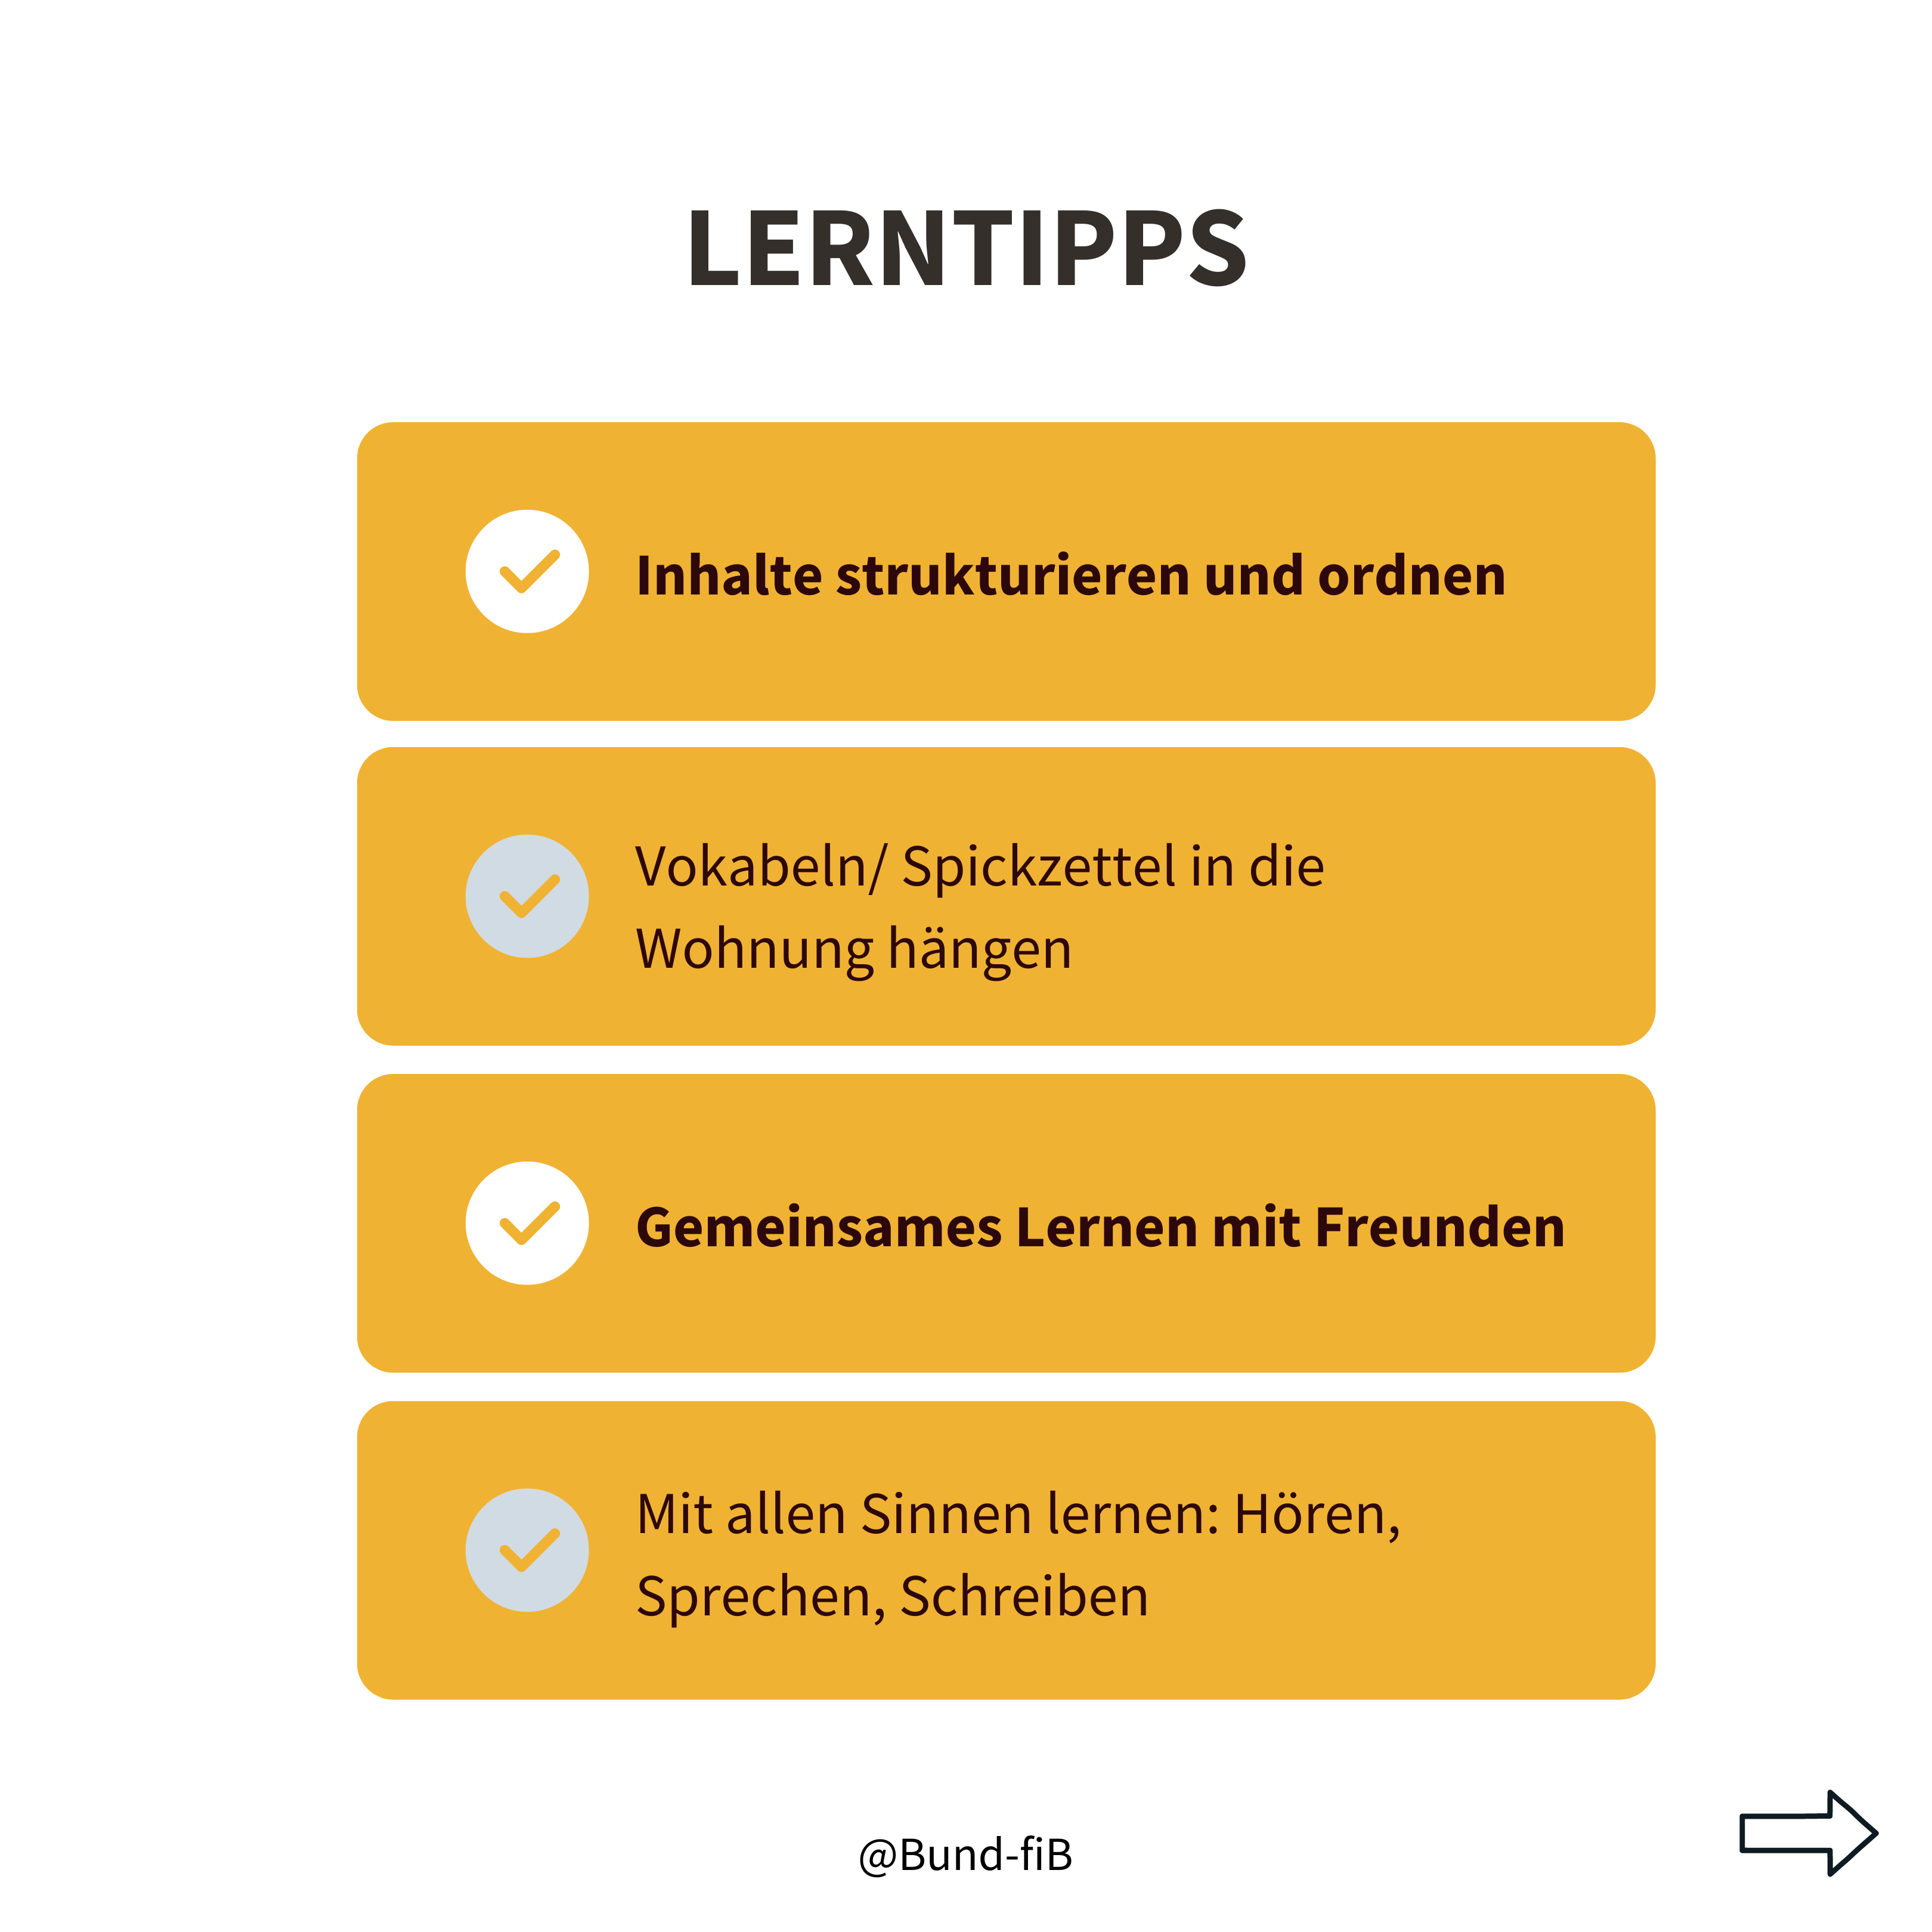 LERNTIPPS
Inhalte strukturieren und ordnen
Vokabeln/ Spickzettel in die
Wohnung hängen
Gemeinsames Lernen mit Freunden
Mit allen Sinnen lernen: Hören,
Sprechen, Schreiben
@Bund-fiB